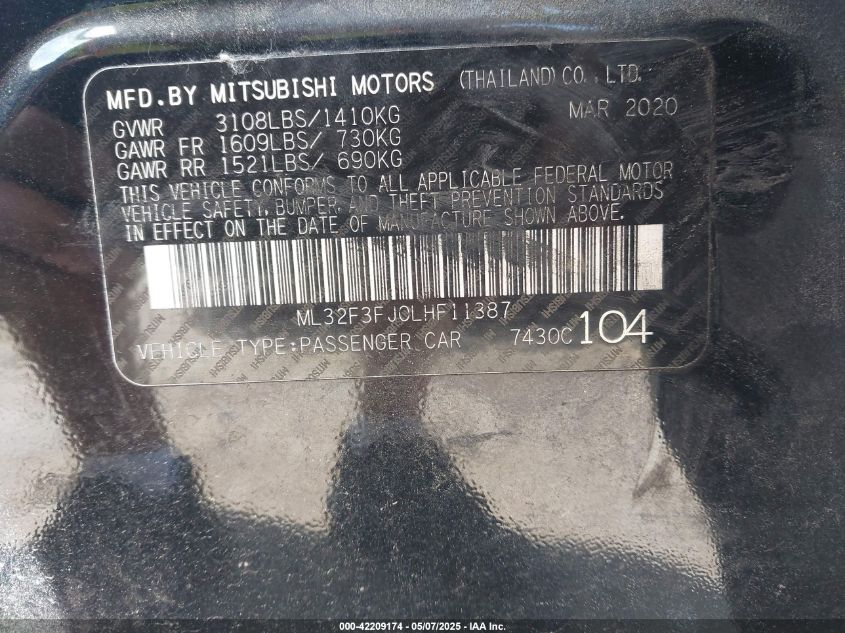 MFD.BY MITSUBISHI MOTORS (THAILAND) CO., LTD.
MAR 2020
GVWR 3108LBS/1410KG
GAWR FR 1609LBS/ 730KG
GAWR RR 1521LBS/ 690KG
THIS VEHICLE CONFORMS TO ALL APPLICABLE FEDERAL MOTOR
VEHICLE SAFETY, BUMPER, AND THEFT PREVENTION STANDARDS
IN EFFECT ON THE DATE OF MANUFACTURE SHOWN ABOVE.
ML32F3FJ0LHF11387
VEHICLE TYPE:PASSENGER CAR 7430C 104
000-42209174 - 05/07/2025 - IAA Inc.